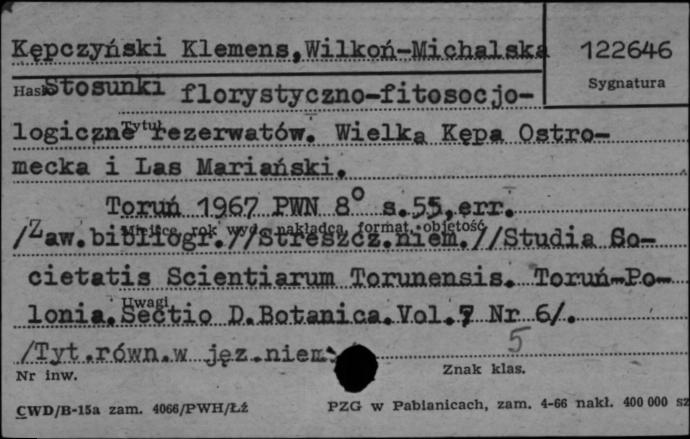 Kępczyński Klemens,Wilkoń-Michalska
122646
Sygnatura
Hasło
Stosunki florystyczno-fitosocjo-
Tytuł
logiczne rezerwatów. Wielka Kępa Ostro-
mecka i Las Mariański.
Toruń 1967 PWN 8° s.55,err.
Miejsce, rok wyd., nakładca, format, objętość
/Zaw.bibliogr.//Streszcz.niem.//Studia So-
cietatis Scientiarum Torunensis. Toruń-Po-
Uwagi
lonia.Sectio D.Botanica.Vol.7 Nr 6/.
/Tyt.równ.w jęz.niem.
5
Nr inw.
Znak klas.
CWD/B-15a zam. 4066/PWH/Łź
PZG w Pabianicach, zam. 4-66 nakł. 400 000 sz